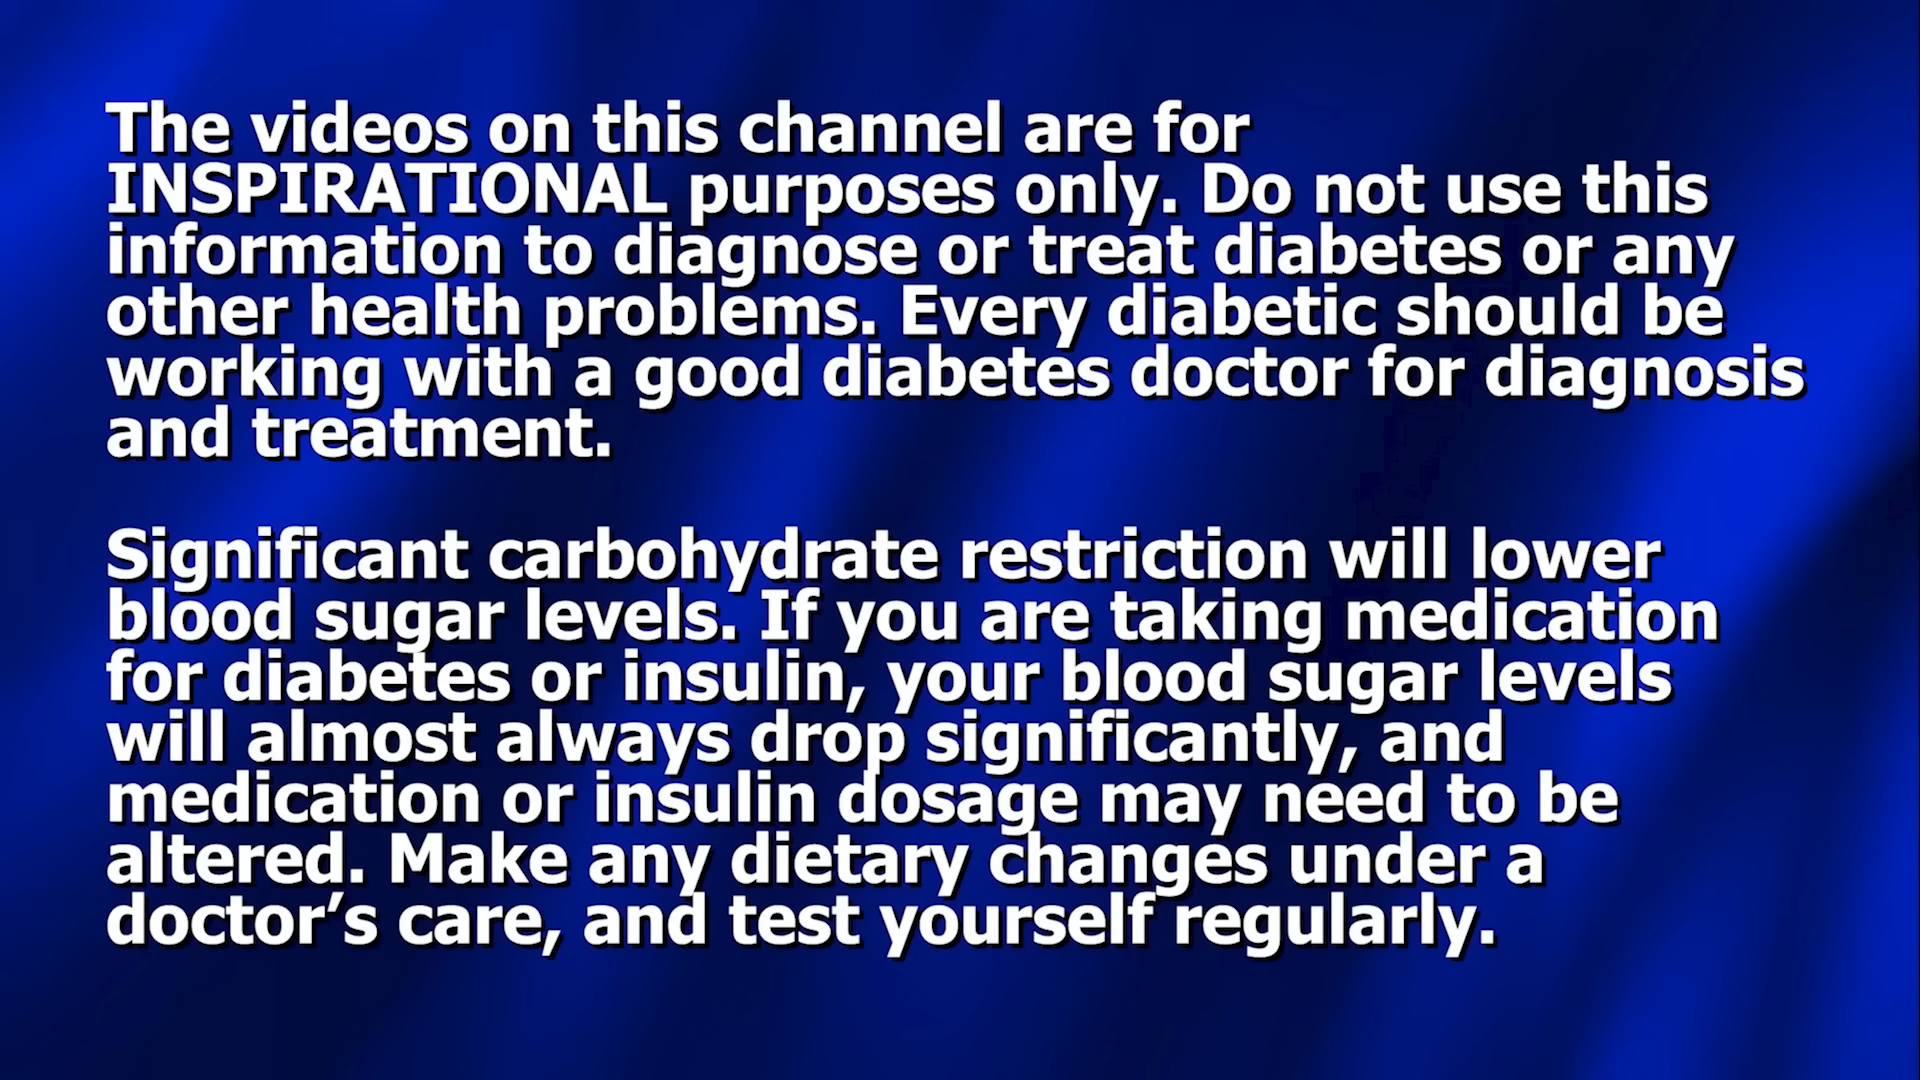 The videos on this channel are for
INSPIRATIONAL purposes only. Do not use this
information to diagnose or treat diabetes or any
other health problems. Every diabetic should be
working with a good diabetes doctor for diagnosis
and treatment.
Significant carbohydrate restriction will lower
blood sugar levels. If you are taking medication
for diabetes or insulin, your blood sugar levels
will almost always drop significantly, and
medication or insulin dosage may need to be
altered. Make any dietary changes under a
doctor’s care, and test yourself regularly.